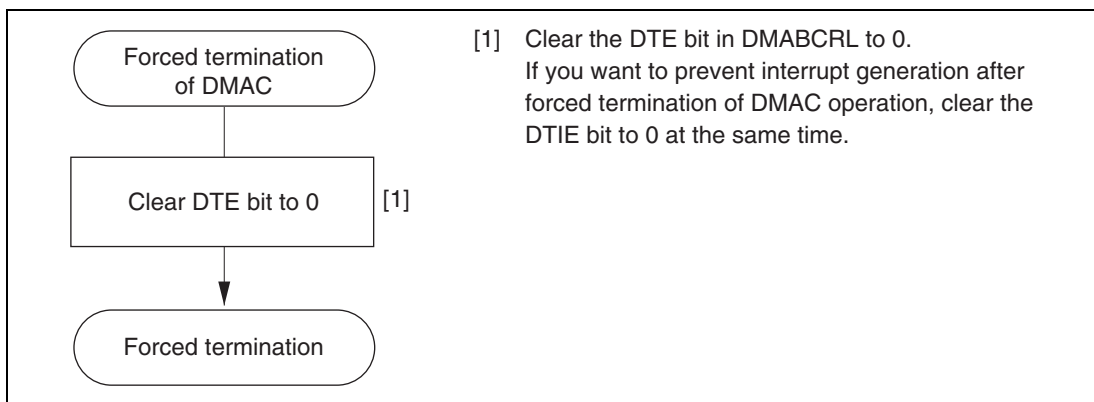 Forced termination
of DMAC
Clear DTE bit to 0
[1]
Forced termination
[1] Clear the DTE bit in DMABCRL to 0.
If you want to prevent interrupt generation after
forced termination of DMAC operation, clear the
DTIE bit to 0 at the same time.